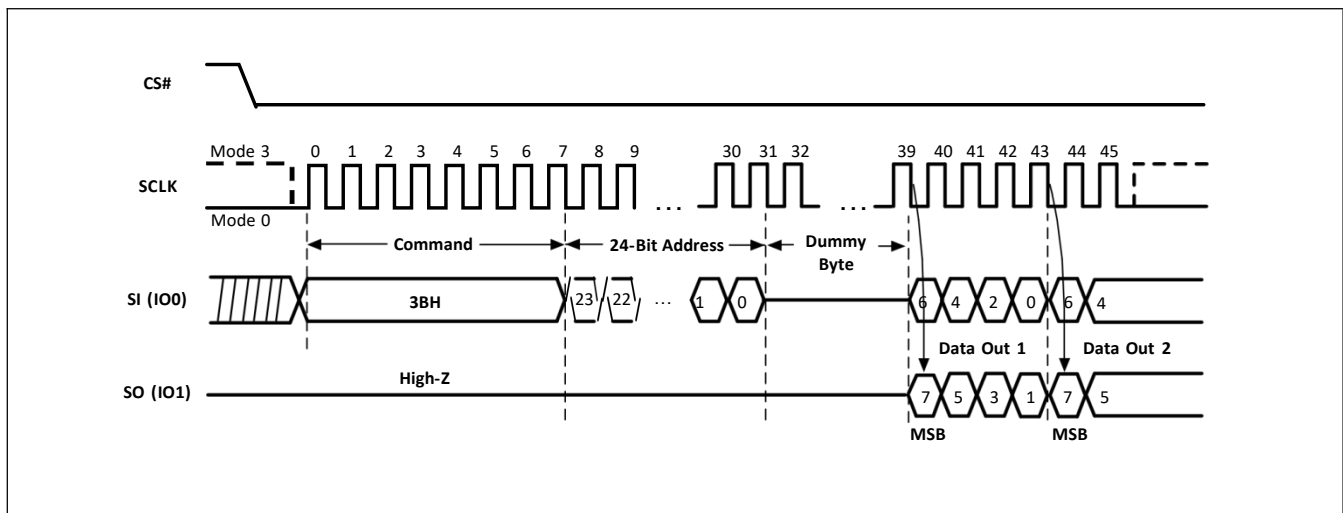 CS#
Mode 3 0 1 2 3 4 5 6 7 8 9 30 31 32 39 40 41 42 43 44 45
SCLK
... ...
Mode 0
Command 24-Bit Address Dummy
Byte
SI (IO0) 3BH 23 22 ... 1 0 6 4 2 0 6 4
Data Out 1 Data Out 2
High-Z
SO (IO1) 7 5 3 1 7 5
MSB MSB